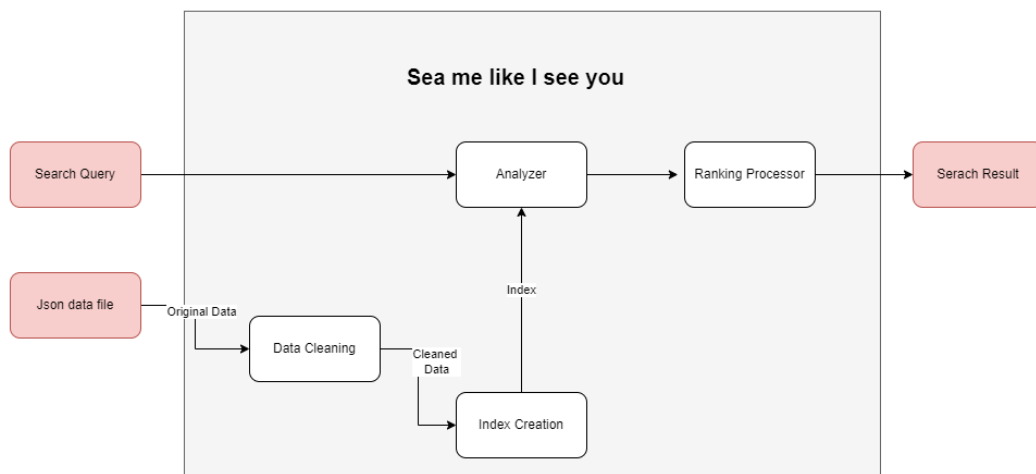 Sea me like I see you
Search Query
Analyzer
Ranking Processor
Serach Result
Index
Json data file
Original Data
Data Cleaning
Cleaned
Data
Index Creation